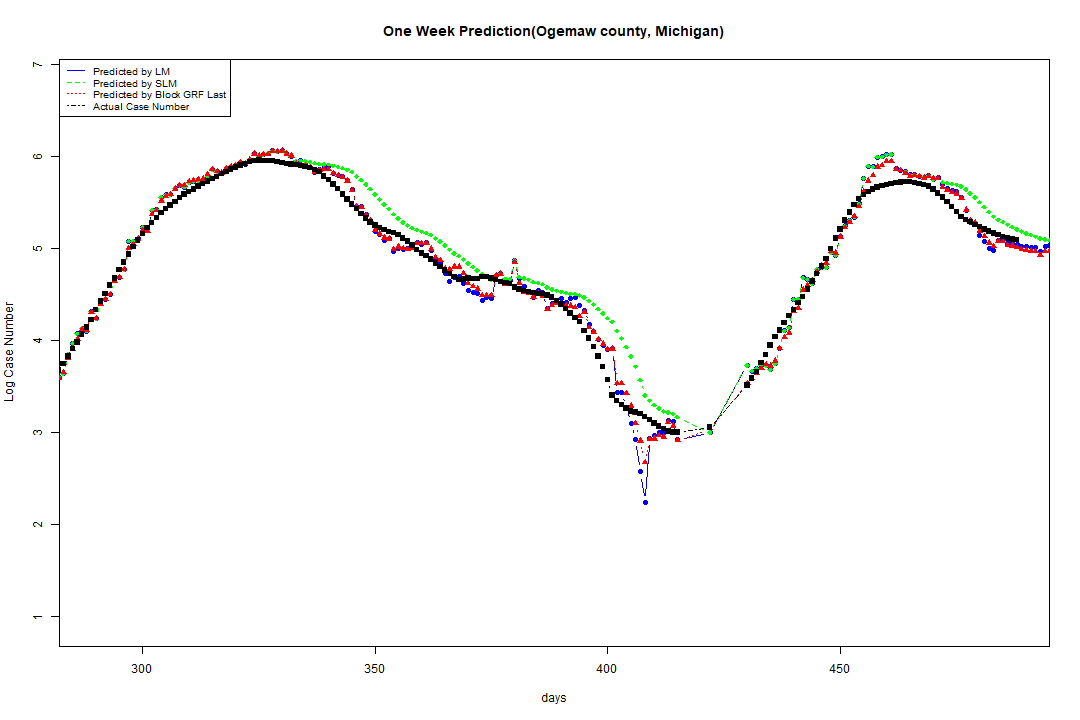 One Week Prediction(Ogemaw county, Michigan)
7
Predicted by LM
Predicted by SLM
Predicted by Block GRF Last
Actual Case Number
6
5
4
3
2
1
Log Case Number
300
350
400
450
days